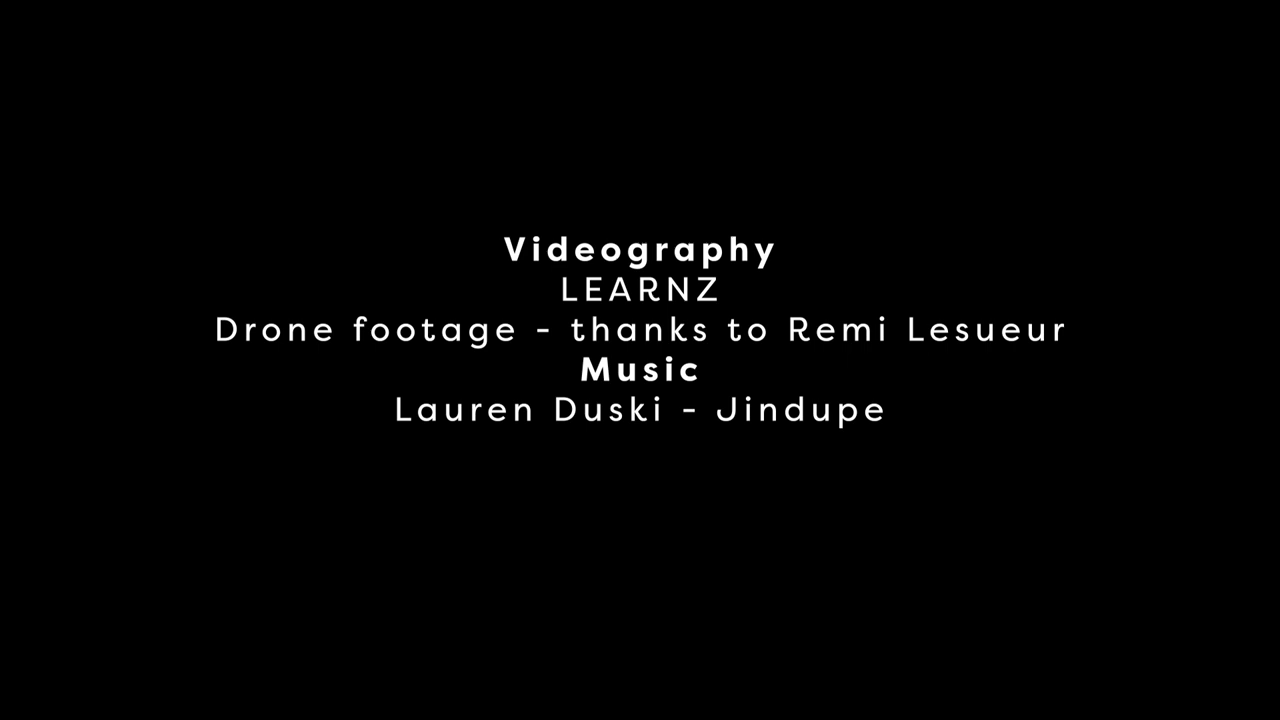 Videography
LEARNZ
Drone footage - thanks to Remi Lesueur
Music
Lauren Duski - Jindupe